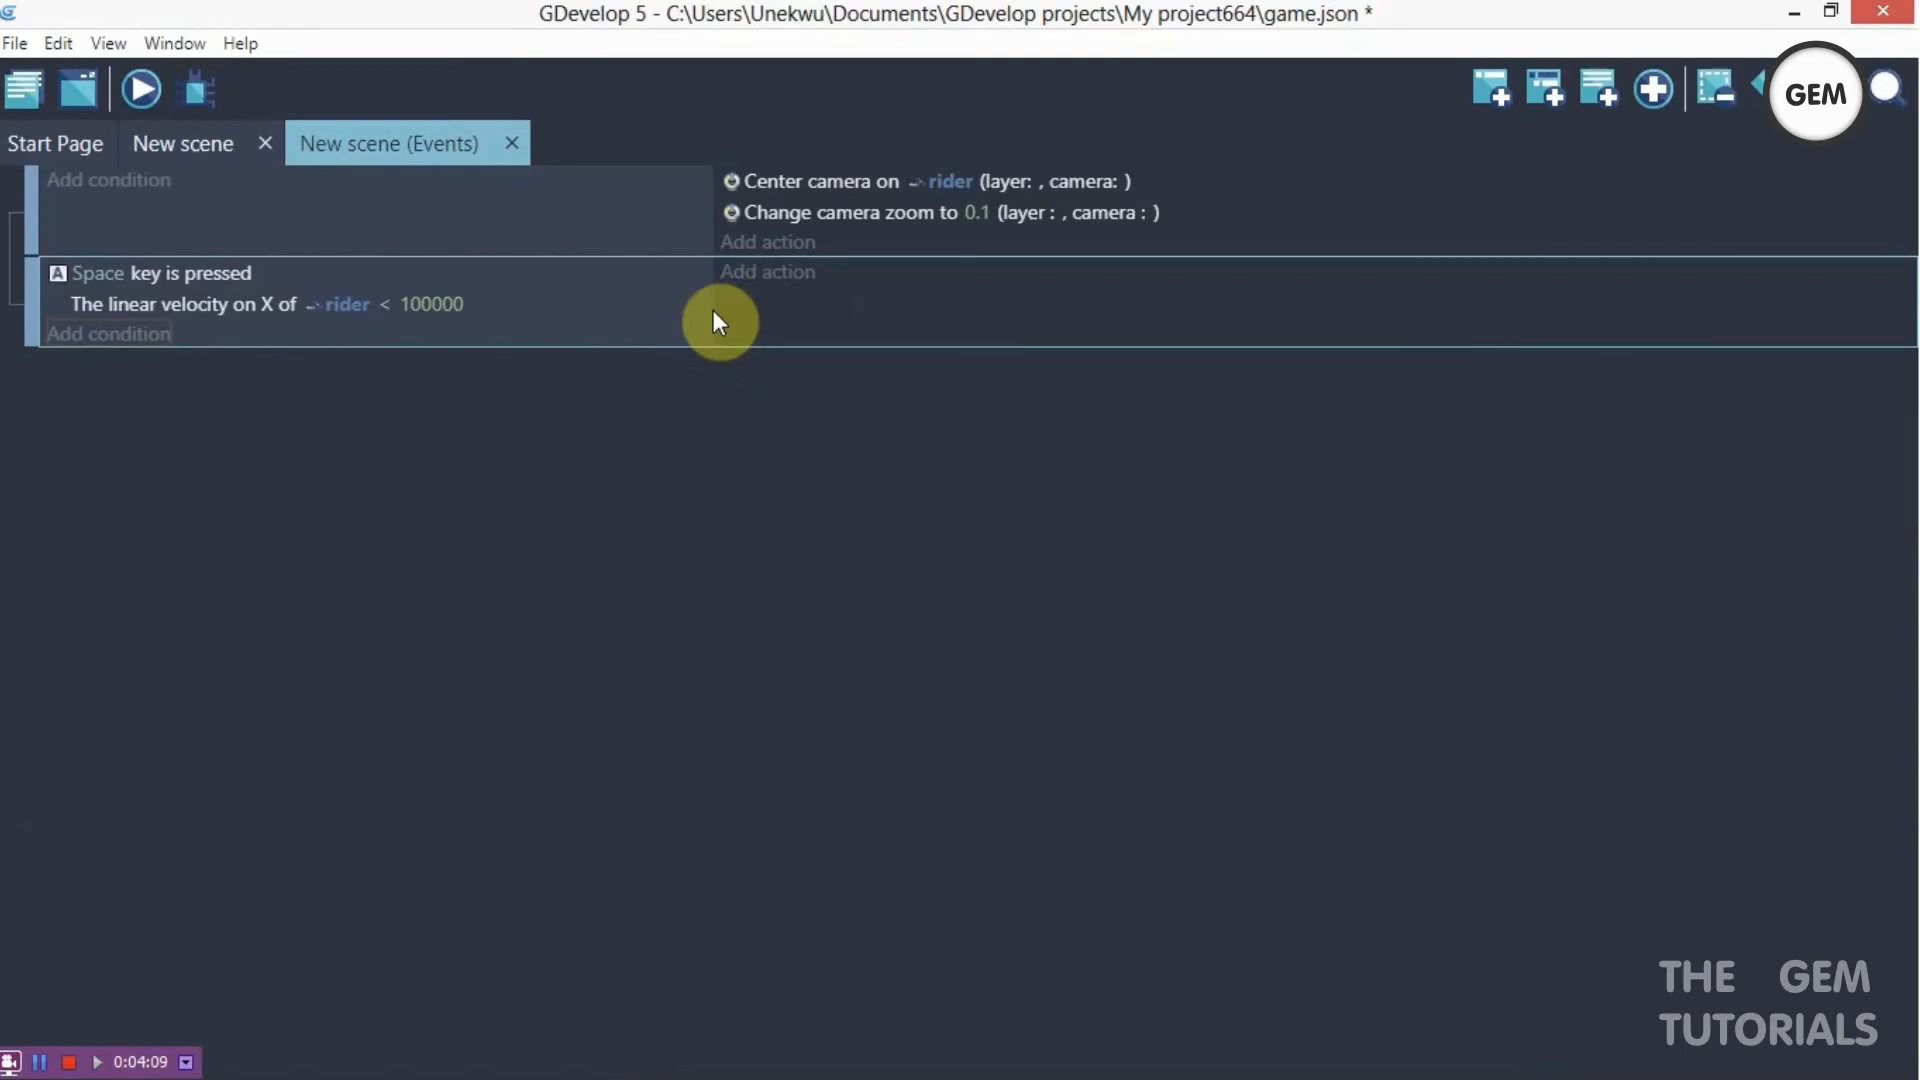 GDevelop 5 - C:\Users\Unekwu\Documents\GDevelop projects\My project664\game.json *
File Edit View Window Help
GEM
Start Page New scene × New scene (Events) ×
Add condition
Center camera on rider (layer: , camera: )
Change camera zoom to 0.1 (layer : , camera : )
Add action
A Space key is pressed
Add action
The linear velocity on X of rider < 100000
Add condition
THE GEM
TUTORIALS
0:04:09